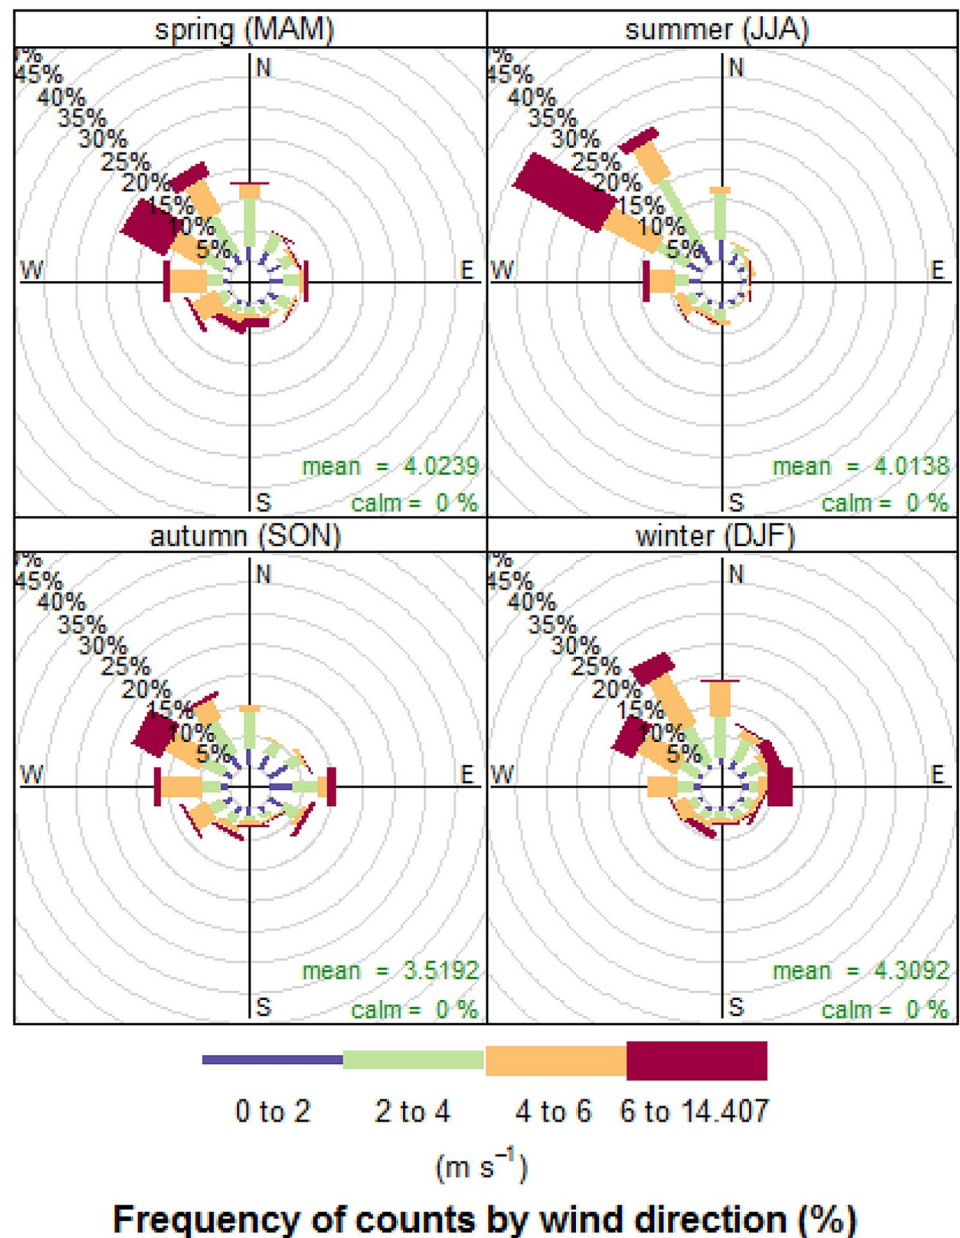 spring (MAM)
summer (JJA)
N
45%
40%
35%
30%
25%
20%
15%
10%
5%
W
E
S
mean = 4.0239
calm = 0 %
N
45%
40%
35%
30%
25%
20%
15%
10%
5%
W
E
S
mean = 4.0138
calm = 0 %
autumn (SON)
winter (DJF)
N
45%
40%
35%
30%
25%
20%
15%
10%
5%
W
E
S
mean = 3.5192
calm = 0 %
N
45%
40%
35%
30%
25%
20%
15%
10%
5%
W
E
S
mean = 4.3092
calm = 0 %
0 to 2 2 to 4 4 to 6 6 to 14.407
(m s⁻¹)
Frequency of counts by wind direction (%)